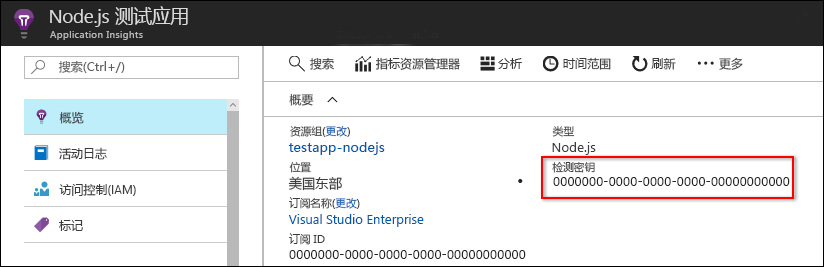 Node.js 测试应用
Application Insights
搜索(Ctrl+/)
概览
活动日志
访问控制(IAM)
标记
搜索 指标资源管理器 分析 时间范围 刷新 更多
概要
资源组(更改)
testapp-nodejs
位置
美国东部
订阅名称(更改)
Visual Studio Enterprise
订阅 ID
0000000-0000-0000-0000-00000000000
类型
Node.js
检测密钥
0000000-0000-0000-0000-00000000000